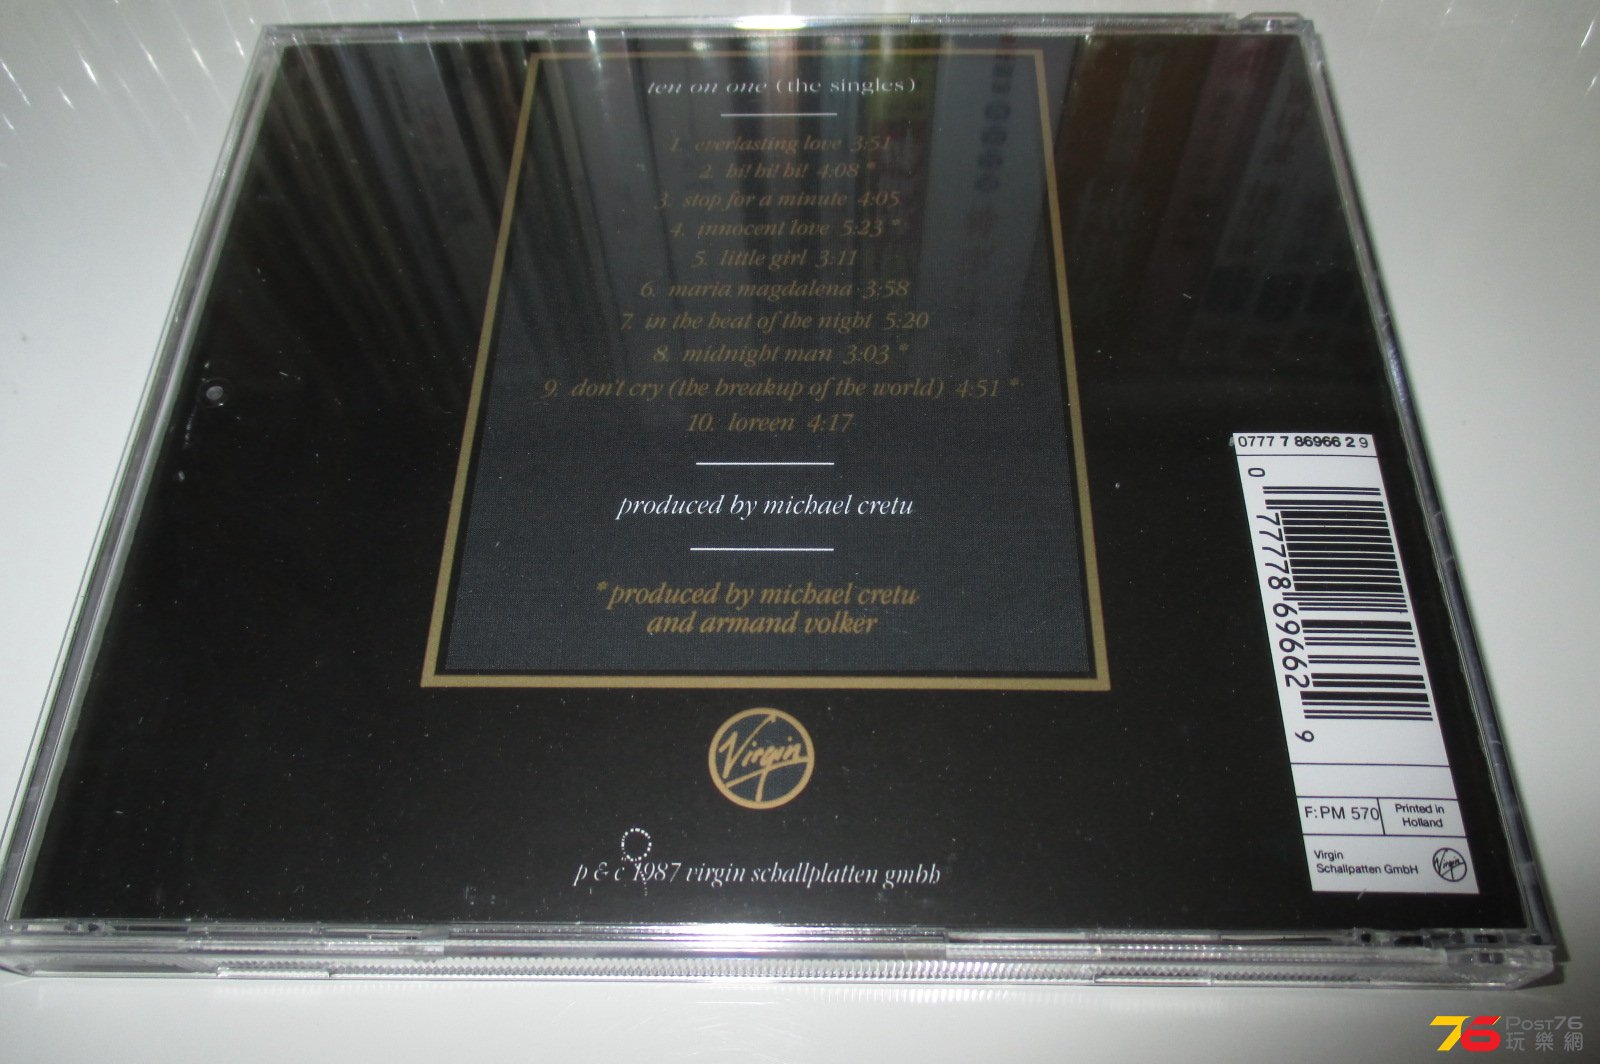 ten on one (the singles)
1. everlasting love 3:51
2. hi! hi! hi! 4:08 *
3. stop for a minute 4:05
4. innocent love 5:23 *
5. little girl 3:11
6. maria magdalena 3:58
7. in the heat of the night 5:20
8. midnight man 3:03 *
9. don't cry (the breakup of the world) 4:51 *
10. loreen 4:17
produced by michael cretu
*produced by michael cretu
and armand volker
Virgin
p & c 1987 virgin schallplatten gmbh
0777 7 86966 2 9
0 77778 69662 9
F: PM 570
Printed in
Holland
Virgin
Schallpatten GmbH
Virgin
76 Post76
玩樂網